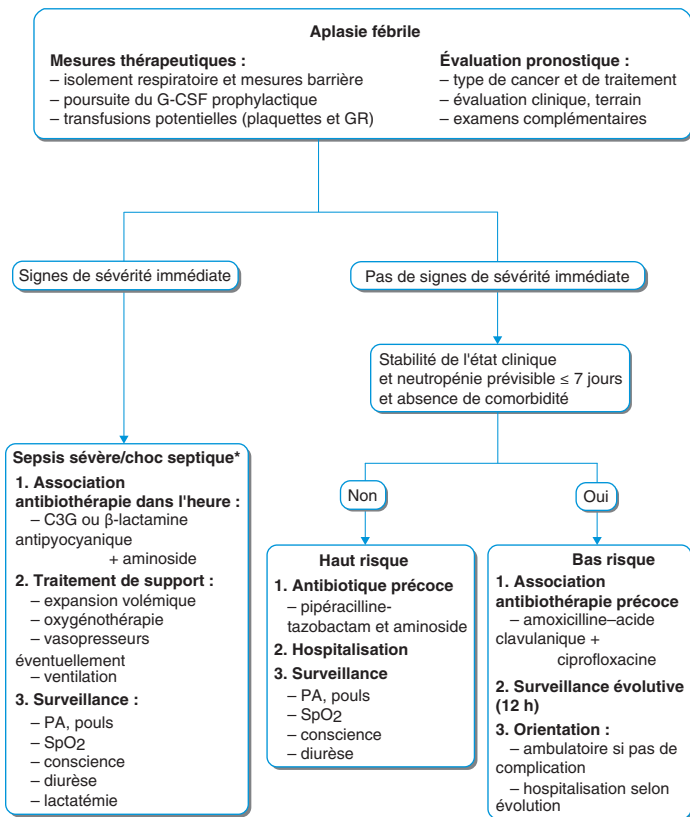 Aplasie fébrile
Mesures thérapeutiques :
– isolement respiratoire et mesures barrière
– poursuite du G-CSF prophylactique
– transfusions potentielles (plaquettes et GR)
Évaluation pronostique :
– type de cancer et de traitement
– évaluation clinique, terrain
– examens complémentaires
Signes de sévérité immédiate
Pas de signes de sévérité immédiate
Stabilité de l'état clinique
et neutropénie prévisible ≤ 7 jours
et absence de comorbidité
Non
Oui
Sepsis sévère/choc septique*
1. Association
antibiothérapie dans l'heure :
– C3G ou β-lactamine
antipyocyanique
+ aminoside
2. Traitement de support :
– expansion volémique
– oxygénothérapie
– vasopresseurs
éventuellement
– ventilation
3. Surveillance :
– PA, pouls
– SpO2
– conscience
– diurèse
– lactatémie
Haut risque
1. Antibiotique précoce
– pipéracilline-
tazobactam et aminoside
2. Hospitalisation
3. Surveillance
– PA, pouls
– SpO2
– conscience
– diurèse
Bas risque
1. Association
antibiothérapie précoce
– amoxicilline–acide
clavulanique +
ciprofloxacine
2. Surveillance évolutive
(12 h)
3. Orientation :
– ambulatoire si pas de
complication
– hospitalisation selon
évolution